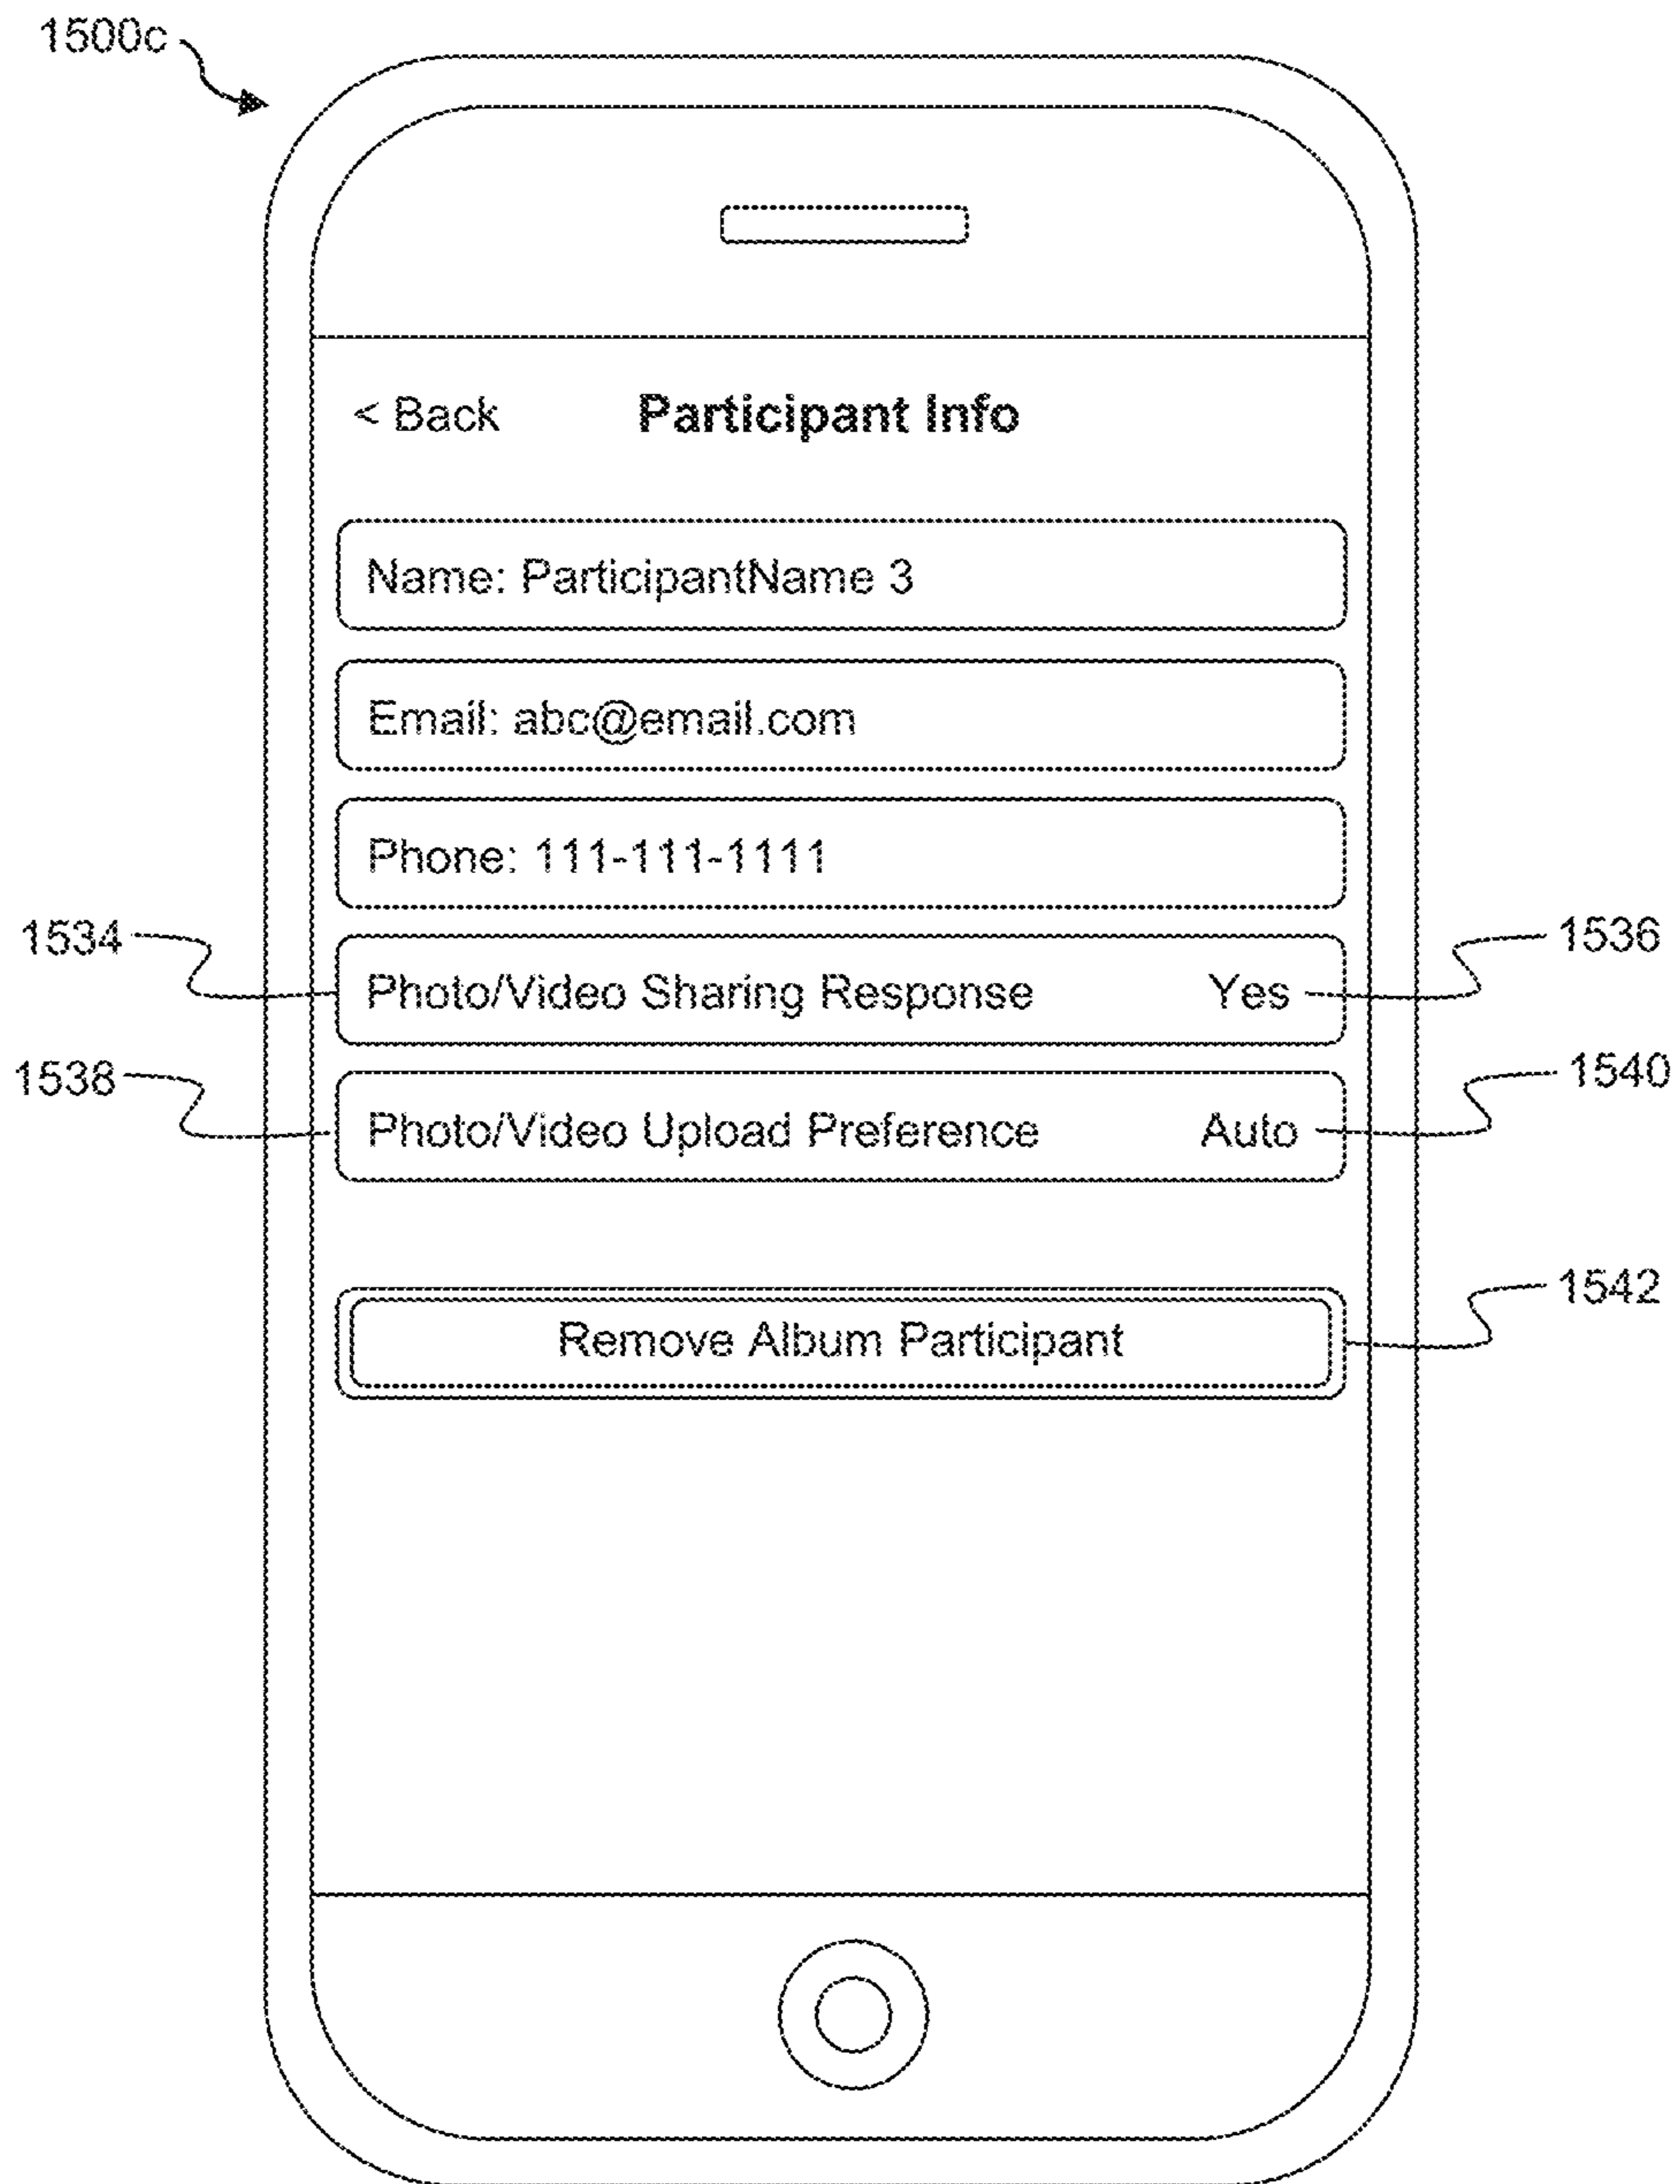 1500c
< Back Participant Info
Name: ParticipantName 3
Email: abc@email.com
Phone: 111-111-1111
1534 Photo/Video Sharing Response Yes 1536
1538 Photo/Video Upload Preference Auto 1540
Remove Album Participant 1542